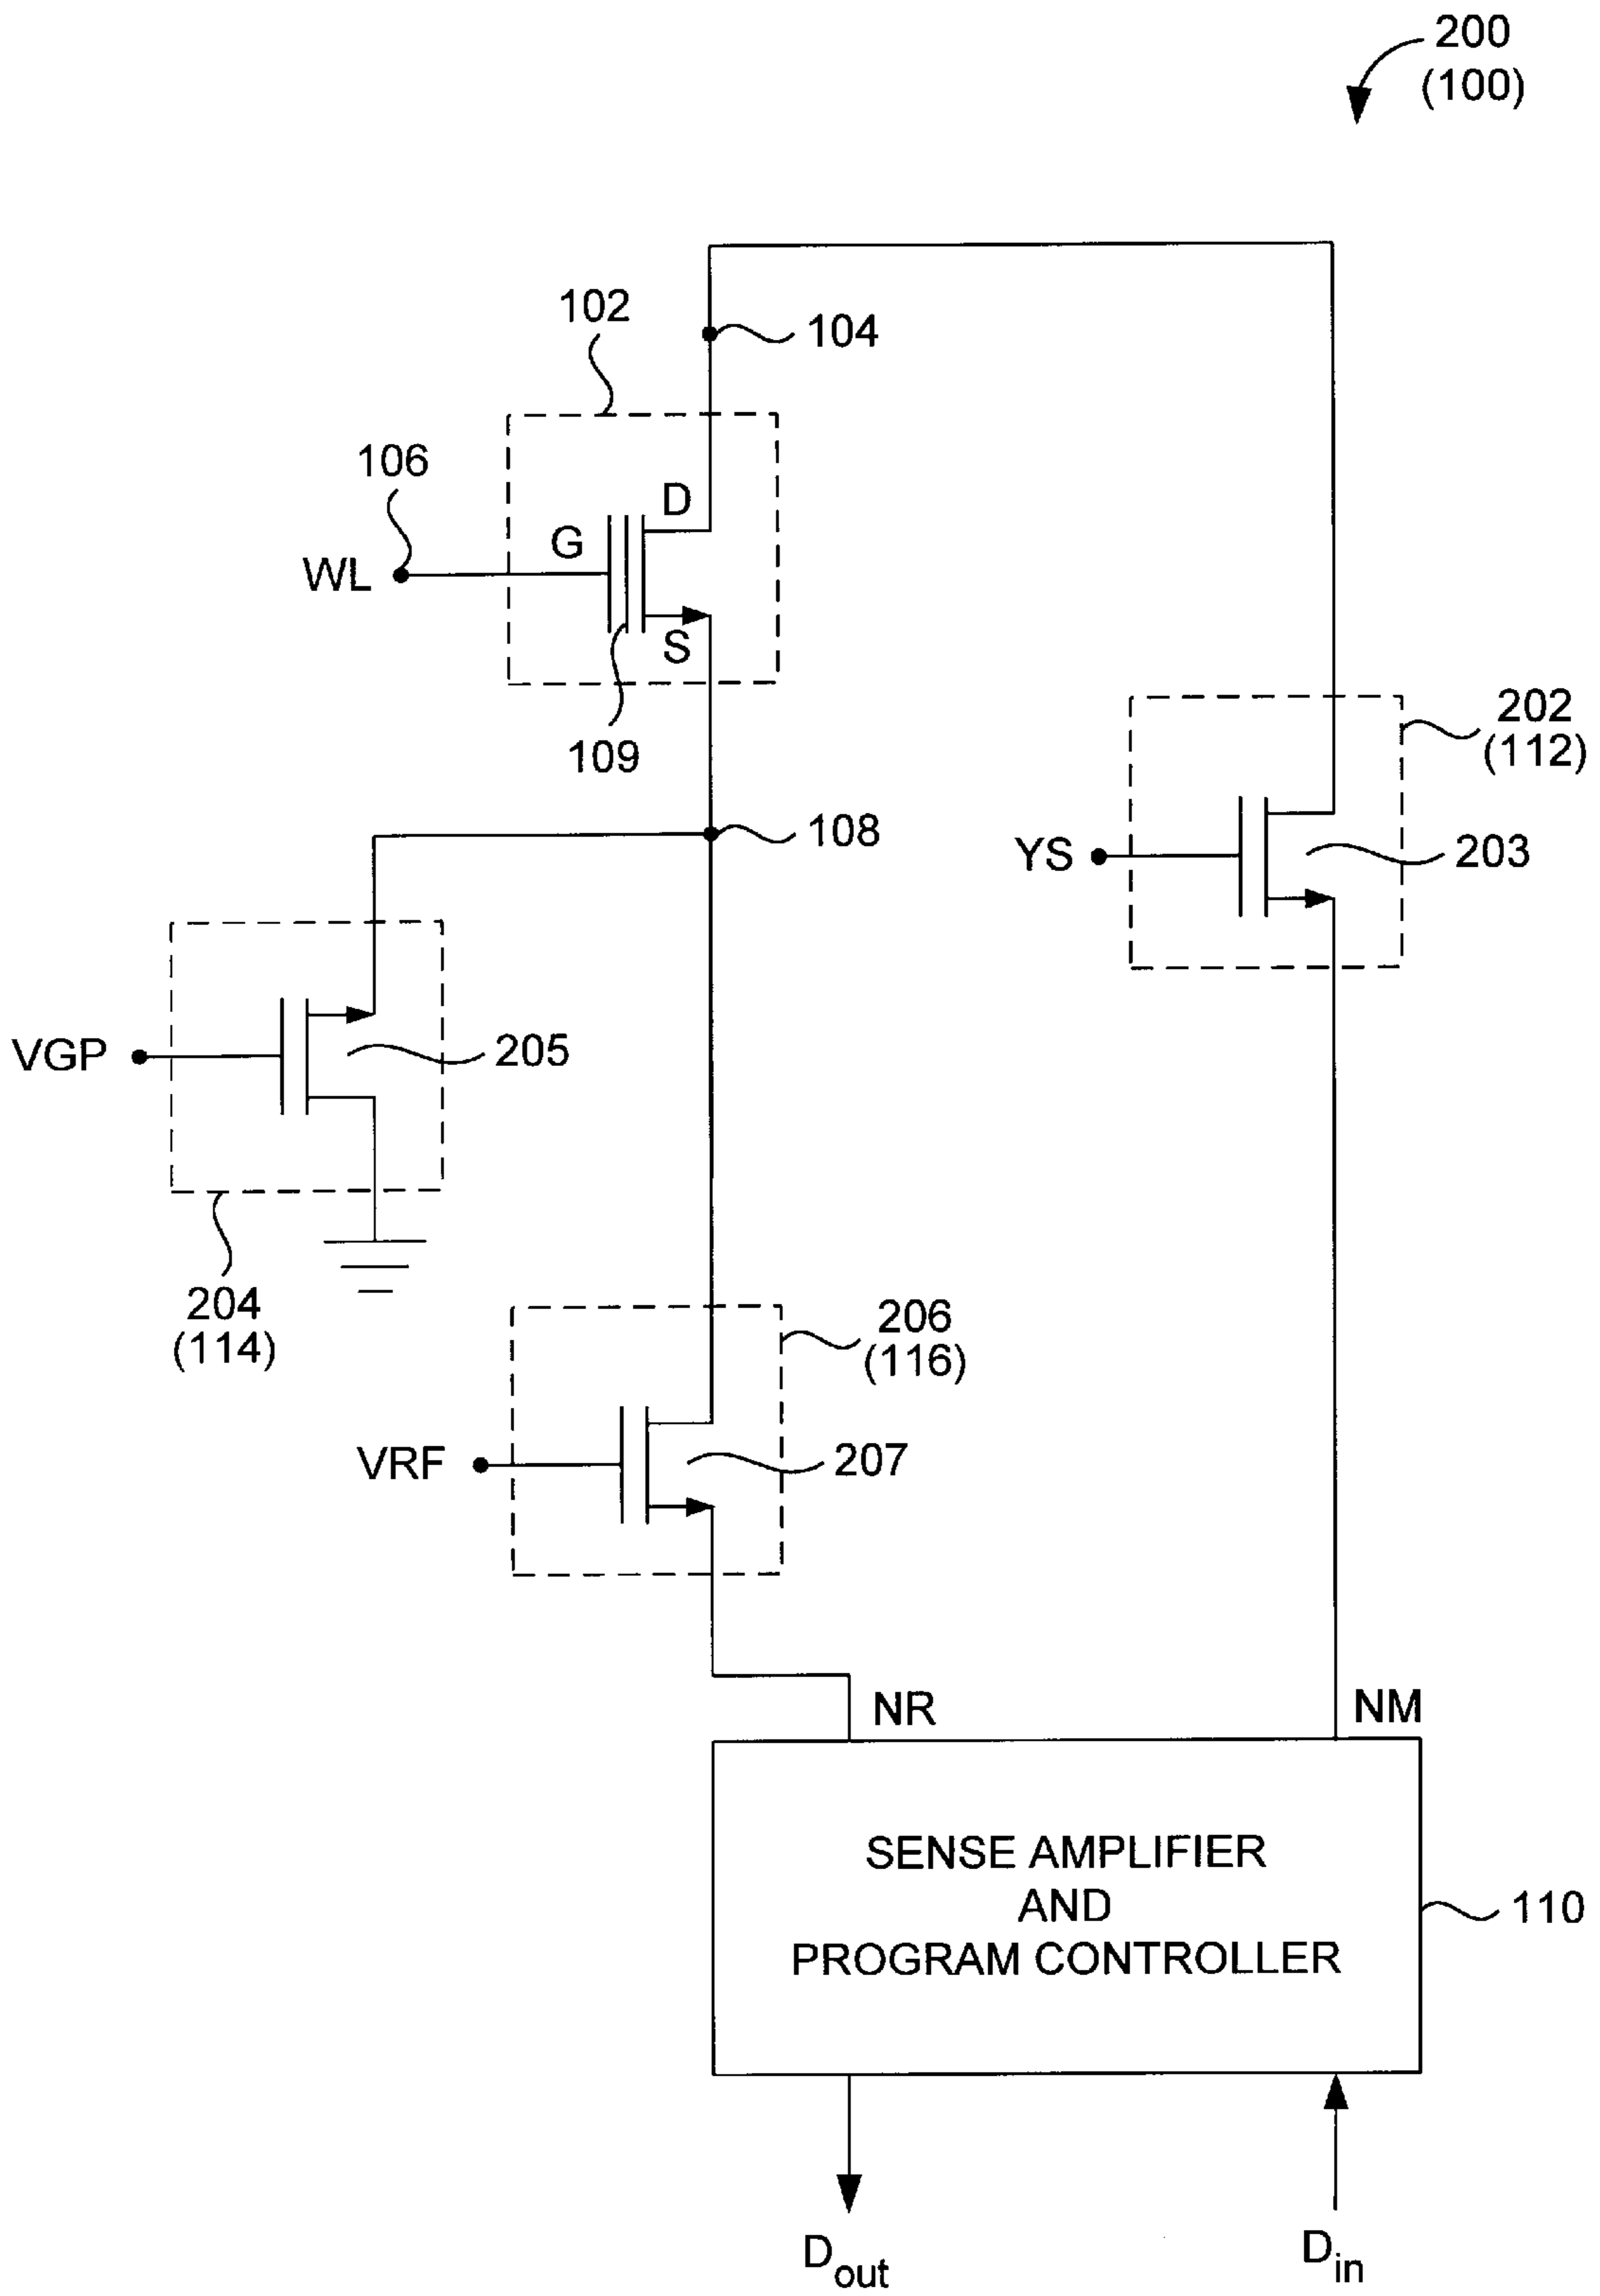 200
(100)
102
104
106
D
G
WL
S
109
202
(112)
108
YS
203
VGP
205
204
(114)
206
(116)
VRF
207
NR
NM
SENSE AMPLIFIER
AND
PROGRAM CONTROLLER
110
Dout
Din